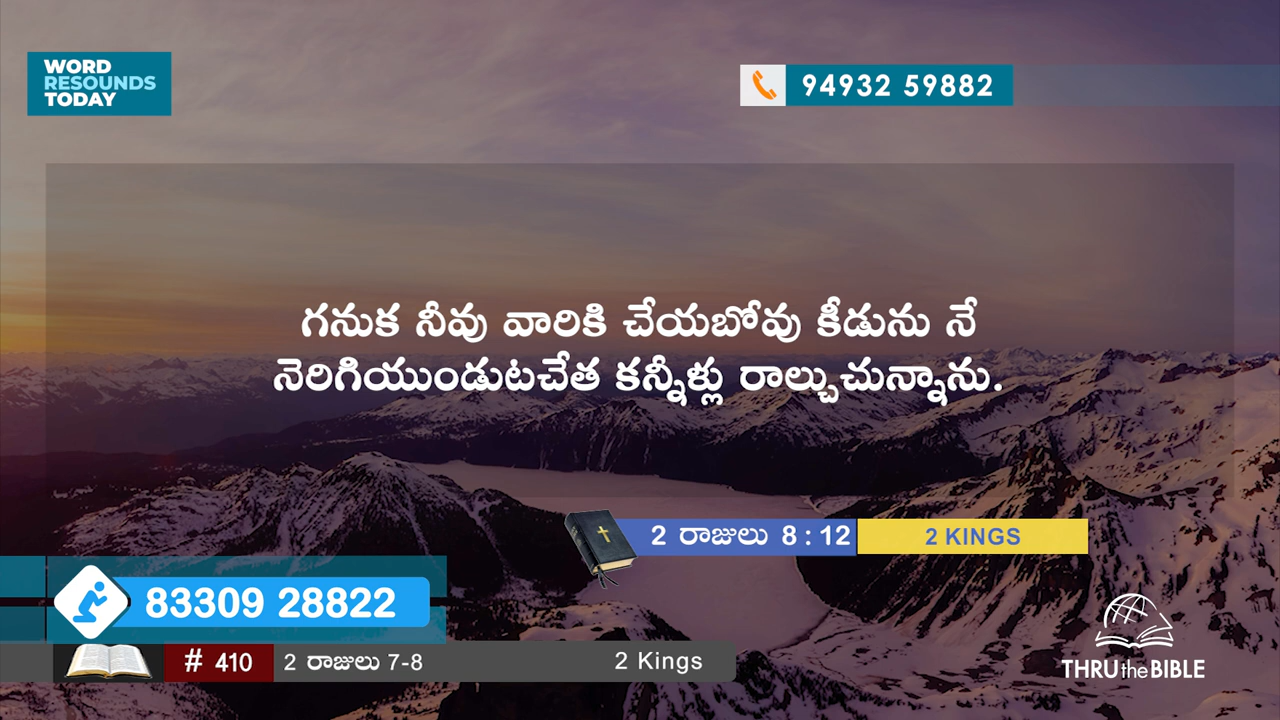 WORD
RESOUNDS
TODAY
94932 59882
గనుక నీవు వారికి చేయబోవు కీడును నే
నెరిగియుండుటచేత కన్నీళ్లు రాల్చుచున్నాను.
2 రాజులు 8 : 12
2 KINGS
83309 28822
# 410
2 రాజులు 7-8
2 Kings
THRU the BIBLE